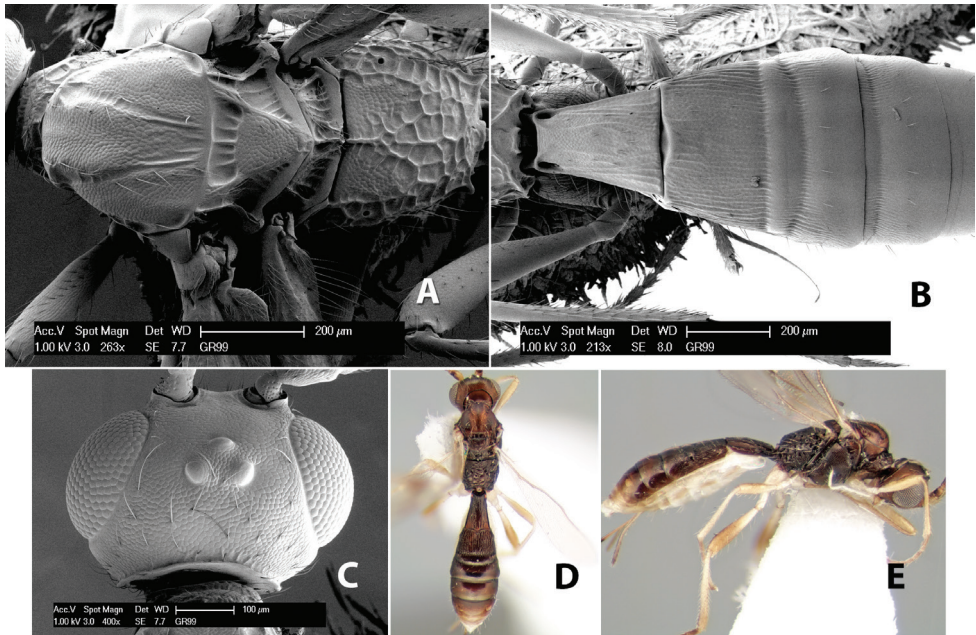 A
Acc.V Spot Magn Det WD 200 µm
1.00 kV 3.0 263x SE 7.7 GR99
B
Acc.V Spot Magn Det WD 200 µm
1.00 kV 3.0 213x SE 8.0 GR99
C
Acc.V Spot Magn Det WD 100 µm
1.00 kV 3.0 400x SE 7.7 GR99
D
E